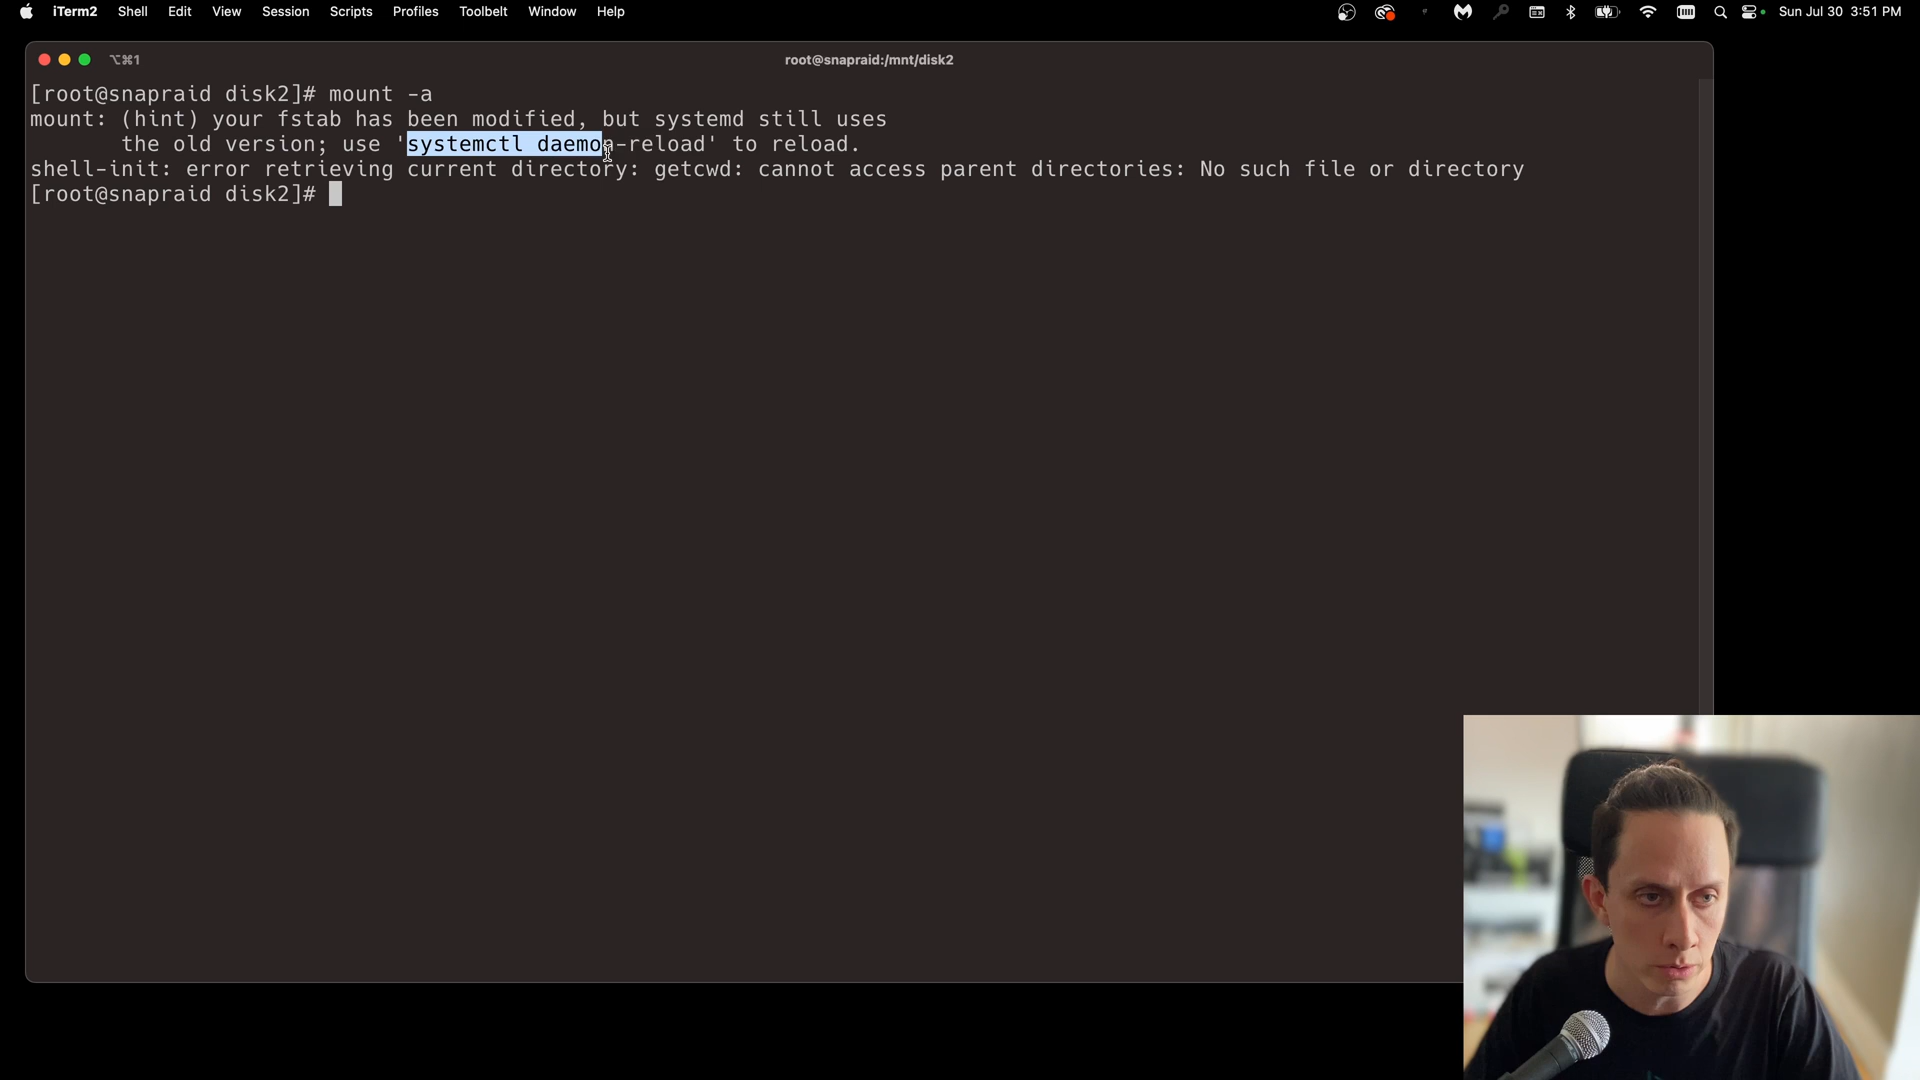 iTerm2 Shell Edit View Session Scripts Profiles Toolbelt Window Help Sun Jul 30 3:51 PM
⌥⌘1 root@snapraid:/mnt/disk2
[root@snapraid disk2]# mount -a
mount: (hint) your fstab has been modified, but systemd still uses
the old version; use 'systemctl daemon-reload' to reload.
shell-init: error retrieving current directory: getcwd: cannot access parent directories: No such file or directory
[root@snapraid disk2]#